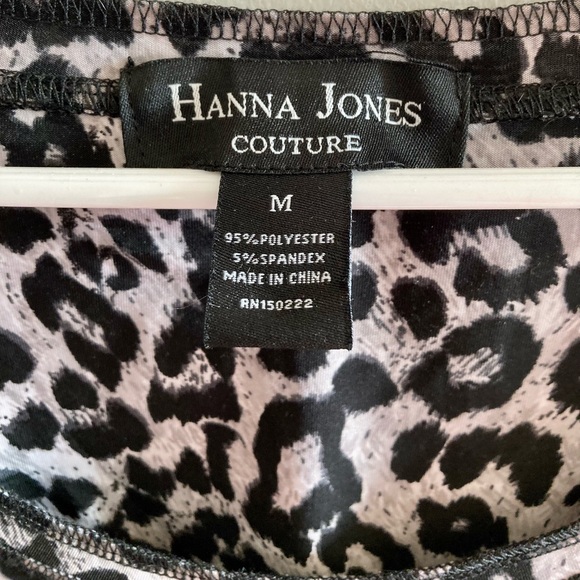 HANNA JONES
COUTURE
M
95% POLYESTER
5% SPANDEX
MADE IN CHINA
RN150222